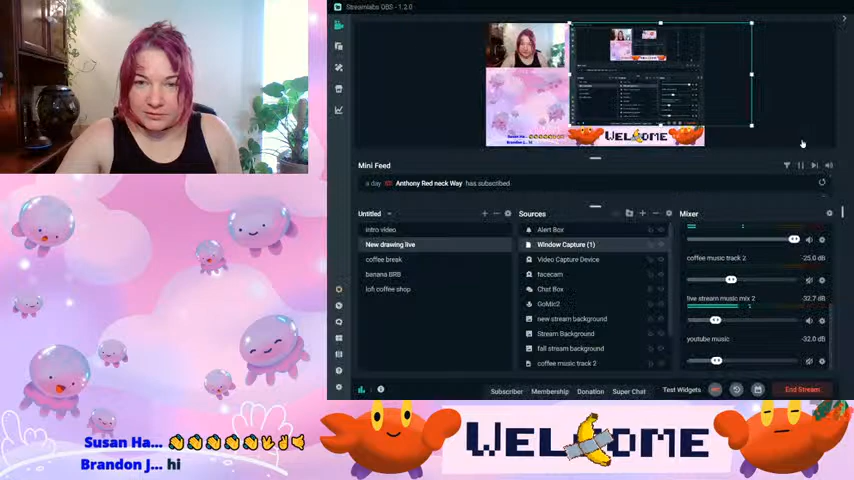 Streamlabs OBS - 1.2.0
Mini Feed
a day Anthony Red neck Way has subscribed
Untitled
Sources
Mixer
intro video
New drawing live
coffee break
banana BRB
lofi coffee shop
Alert Box
Window Capture (1)
Video Capture Device
facecam
Chat Box
GoMic2
new stream background
Stream Background
fall stream background
coffee music track 2
coffee music track 2 -25.0 dB
live stream music mix 2 -32.7 dB
youtube music -32.0 dB
Subscriber Membership Donation Super Chat Test Widgets End Stream
Susan Ha...
Brandon J... hi
WELCOME